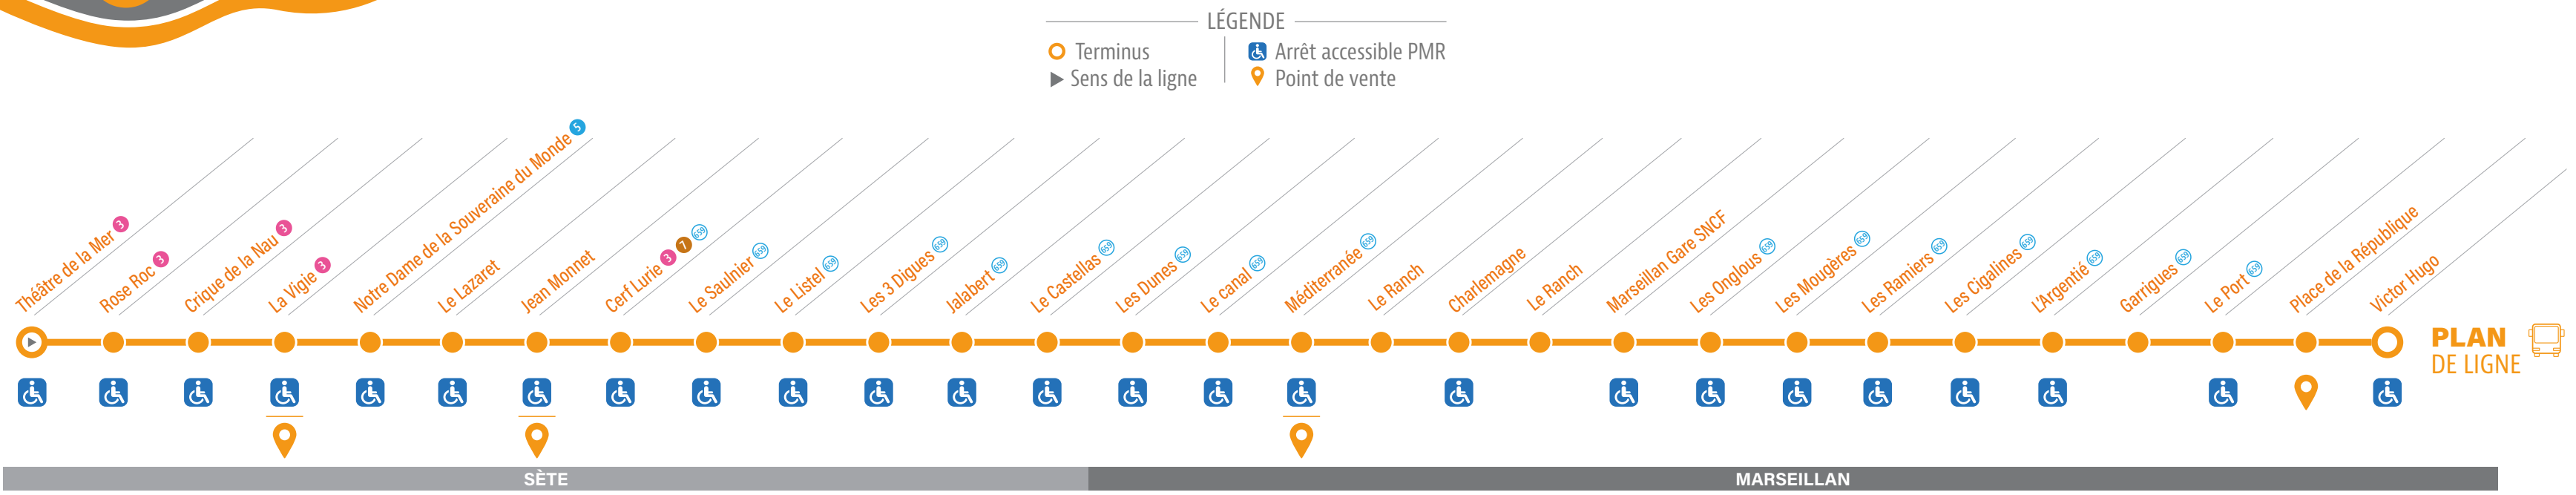 LÉGENDE
Terminus
Arrêt accessible PMR
Sens de la ligne
Point de vente
Théâtre de la Mer 3
Rose Roc 3
Crique de la Nau 3
La Vigie 3
Notre Dame de la Souveraine du Monde 5
Le Lazaret
Jean Monnet
Cerf Lurie 3 7 659
Le Saulnier 659
Le Listel 659
Les 3 Digues 659
Jalabert 659
Le Castellas 659
Les Dunes 659
Le canal 659
Méditerranée 659
Le Ranch
Charlemagne
Le Ranch
Marseillan Gare SNCF
Les Onglous 659
Les Mougères 659
Les Ramiers 659
Les Cigalines 659
L'Argentié 659
Garrigues 659
Le Port 659
Place de la République
Victor Hugo
PLAN
DE LIGNE
SÈTE
MARSEILLAN